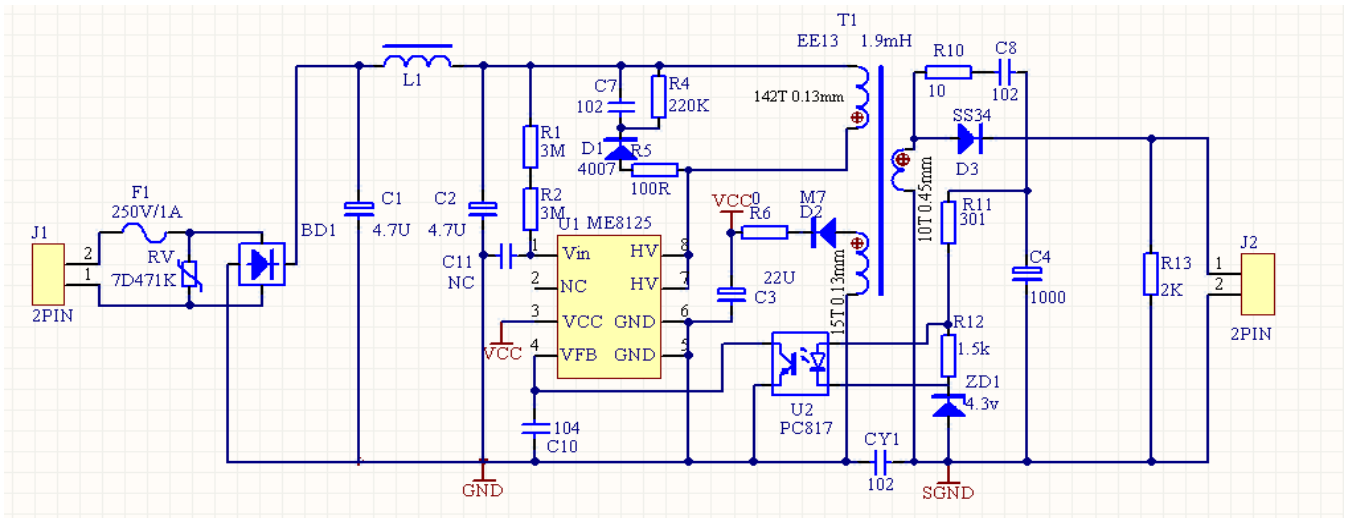 T1
EE13 1.9mH
L1
C7
102
R4
220K
142T 0.13mm
R10
10
C8
102
SS34
D3
R1
3M
D1
4007
R5
100R
F1
250V/1A
J1
2
1
2PIN
RV
7D471K
BD1
C1
4.7U
C2
4.7U
R2
3M
U1 ME8125
C11
NC
1 Vin
2 NC
3 VCC
4 VFB
HV 8
HV 7
GND 6
GND 5
VCC
VCC
0
R6
M7
D2
22U
C3
15T 0.13mm
10T 0.45mm
R11
301
C4
1000
R13
2K
J2
1
2
2PIN
R12
1.5k
ZD1
4.3v
U2
PC817
104
C10
CY1
102
GND
SGND